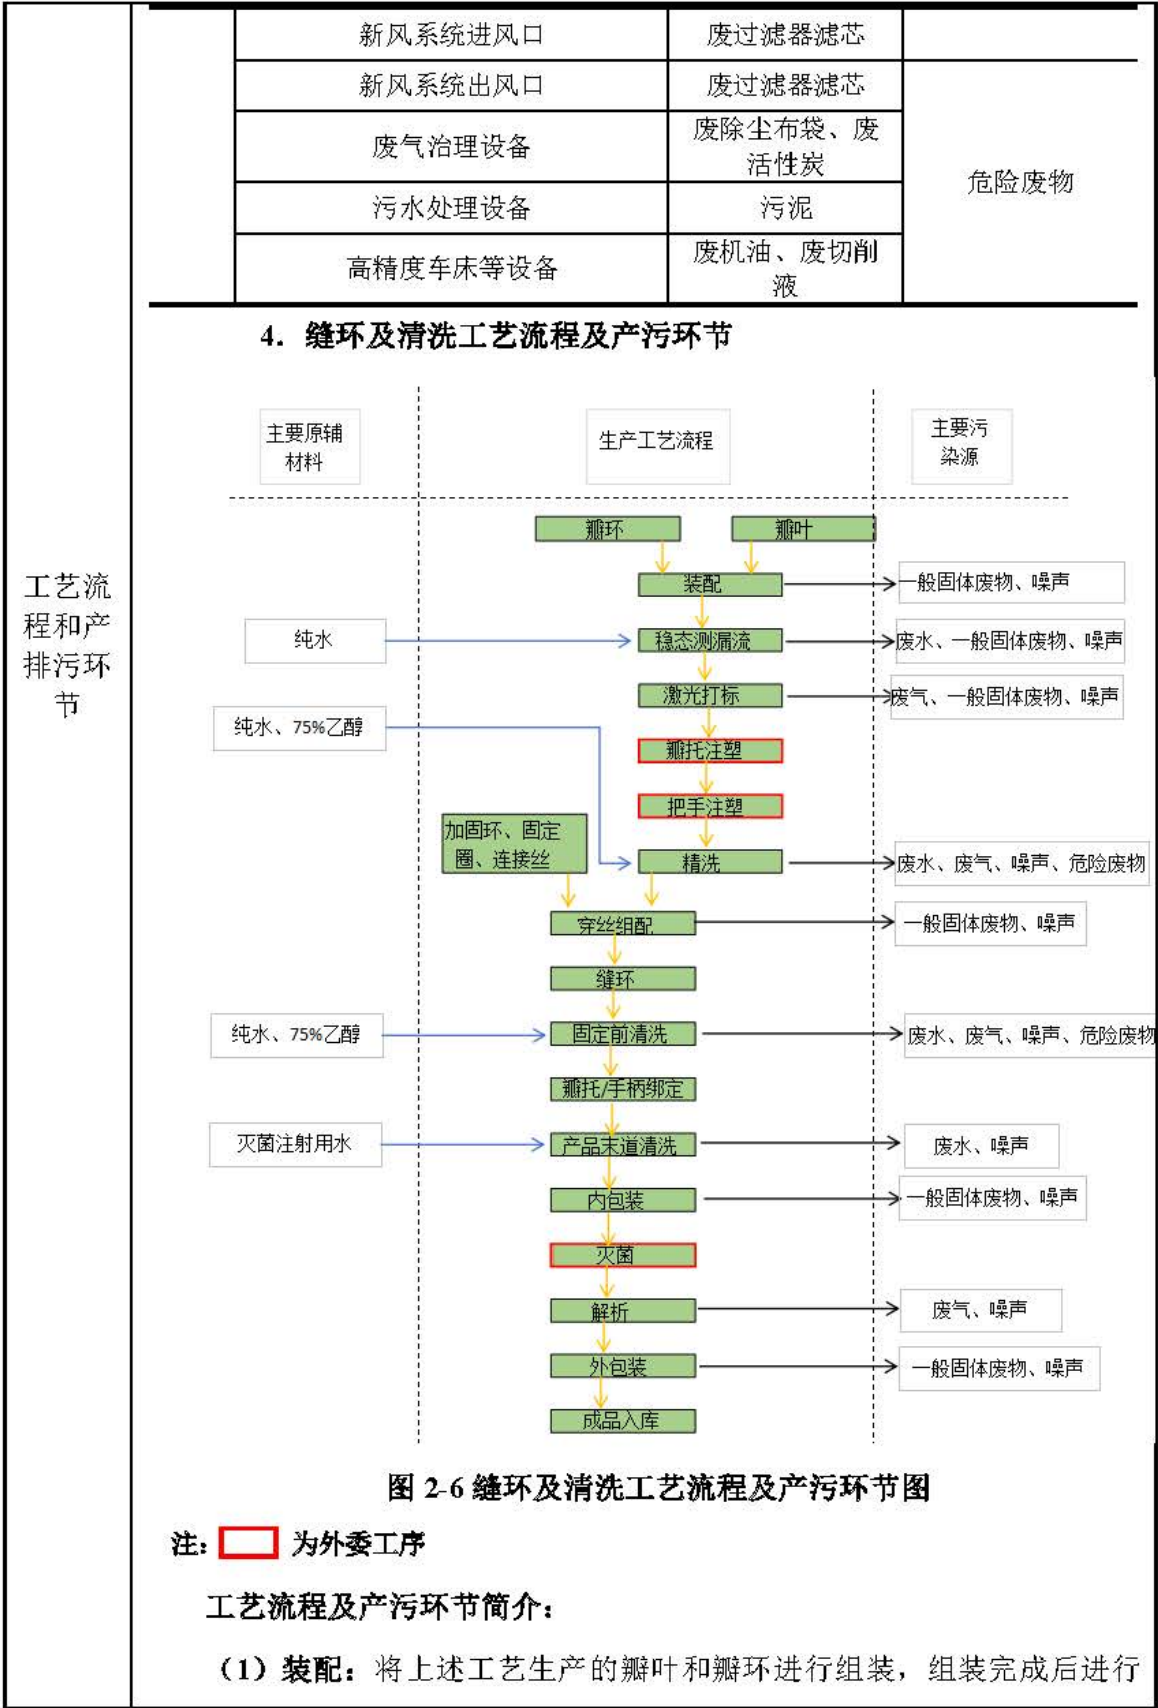 新风系统进风口
废过滤器滤芯
新风系统出风口
废过滤器滤芯
废气治理设备
废除尘布袋、废
活性炭
危险废物
污水处理设备
污泥
高精度车床等设备
废机油、废切削
液
4. 缝环及清洗工艺流程及产污环节
工艺流
程和产
排污环
节
主要原辅
材料
生产工艺流程
主要污
染源
瓣环
瓣叶
装配
一般固体废物、噪声
纯水
稳态测漏流
废水、一般固体废物、噪声
激光打标
废气、一般固体废物、噪声
纯水、75%乙醇
瓣托注塑
把手注塑
加固环、固定
圈、连接丝
精洗
废水、废气、噪声、危险废物
穿丝组配
一般固体废物、噪声
缝环
纯水、75%乙醇
固定前清洗
废水、废气、噪声、危险废物
瓣托/手柄绑定
灭菌注射用水
产品末道清洗
废水、噪声
内包装
一般固体废物、噪声
灭菌
解析
废气、噪声
外包装
一般固体废物、噪声
成品入库
图 2-6 缝环及清洗工艺流程及产污环节图
注: 为外委工序
工艺流程及产污环节简介：
（1）装配：将上述工艺生产的瓣叶和瓣环进行组装，组装完成后进行